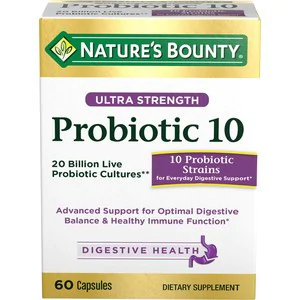 NATURE'S BOUNTY®
ULTRA STRENGTH
Probiotic 10
20 Billion Live
Probiotic Cultures**
10 Probiotic
Strains
for Everyday Digestive Support*
Advanced Support for Optimal Digestive
Balance & Healthy Immune Function*
DIGESTIVE HEALTH
60 Capsules
DIETARY SUPPLEMENT